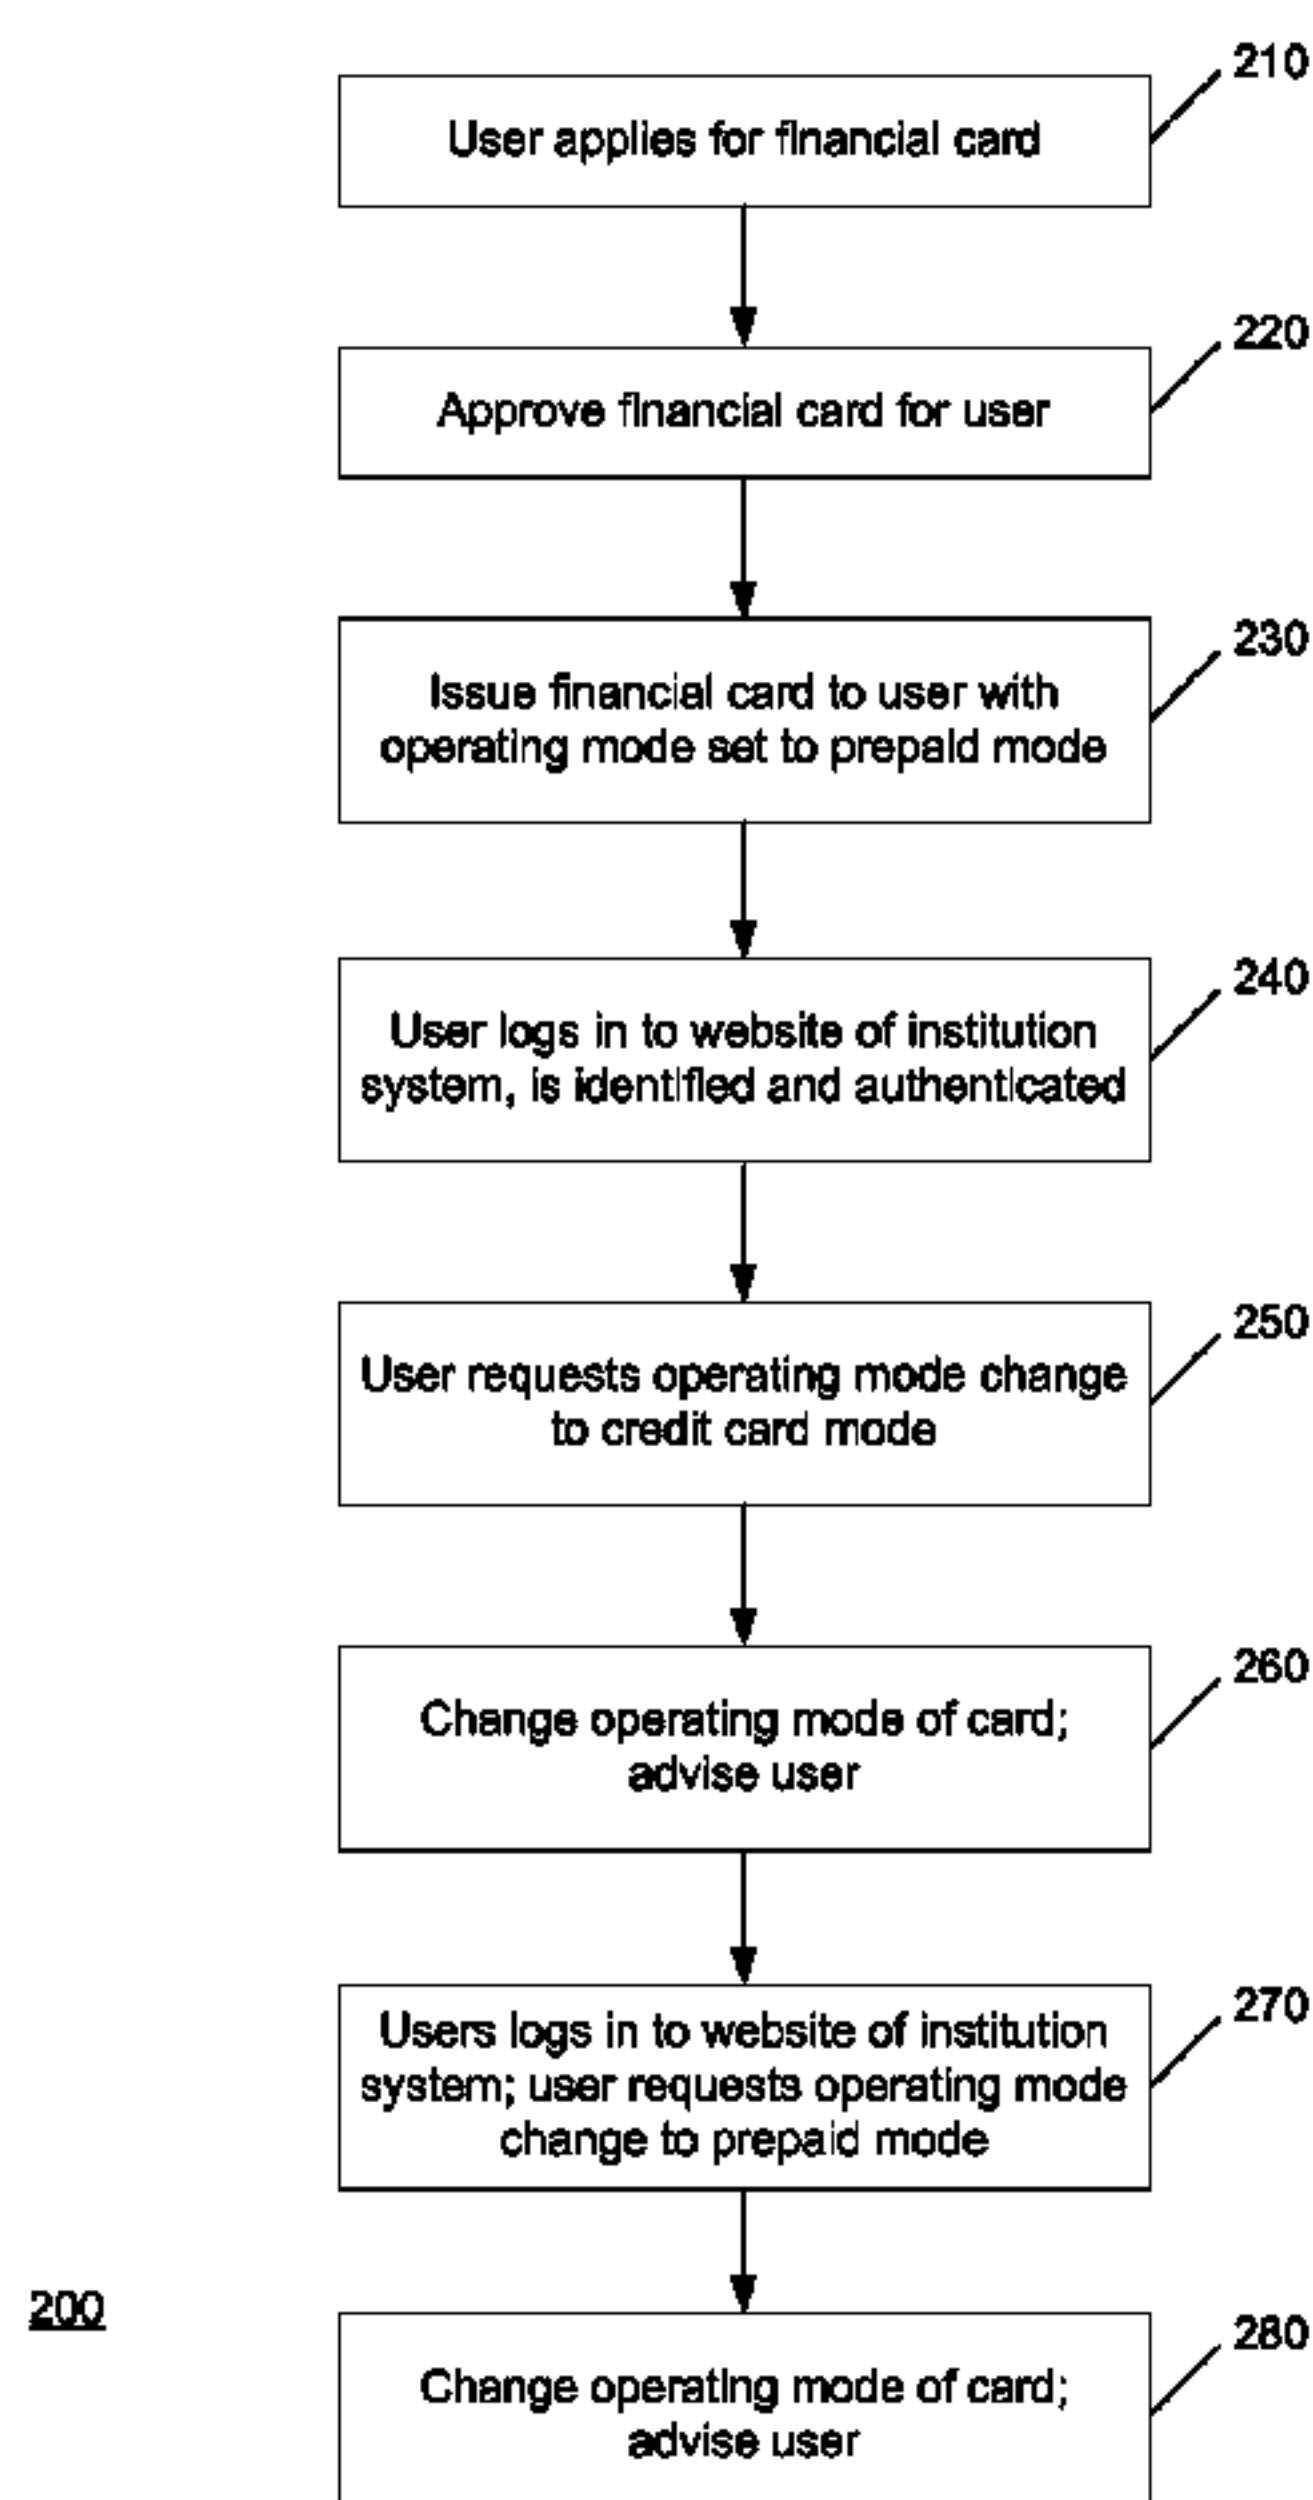 210
User applies for financial card
220
Approve financial card for user
230
Issue financial card to user with
operating mode set to prepaid mode
240
User logs in to website of institution
system, is identified and authenticated
250
User requests operating mode change
to credit card mode
260
Change operating mode of card;
advise user
270
Users logs in to website of institution
system; user requests operating mode
change to prepaid mode
200
280
Change operating mode of card;
advise user